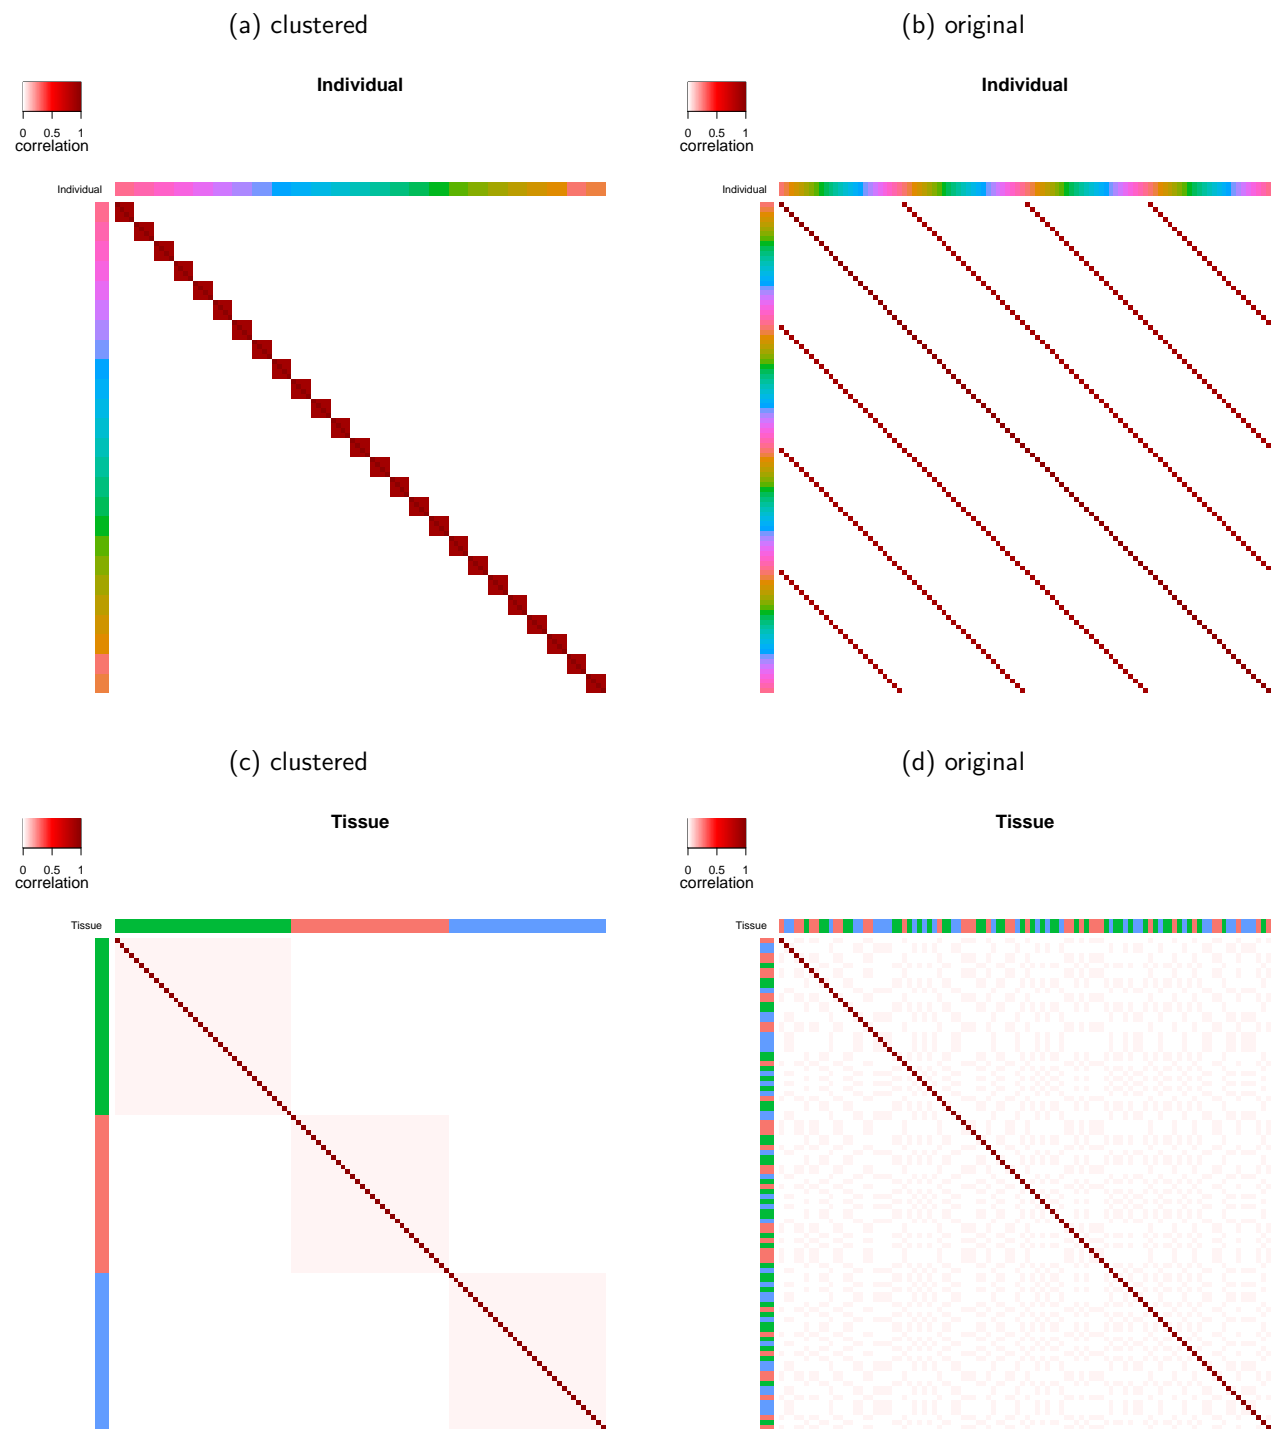 (a) clustered
(b) original
Individual
Individual
0 0.5 1
correlation
0 0.5 1
correlation
Individual
Individual
(c) clustered
(d) original
Tissue
Tissue
0 0.5 1
correlation
0 0.5 1
correlation
Tissue
Tissue